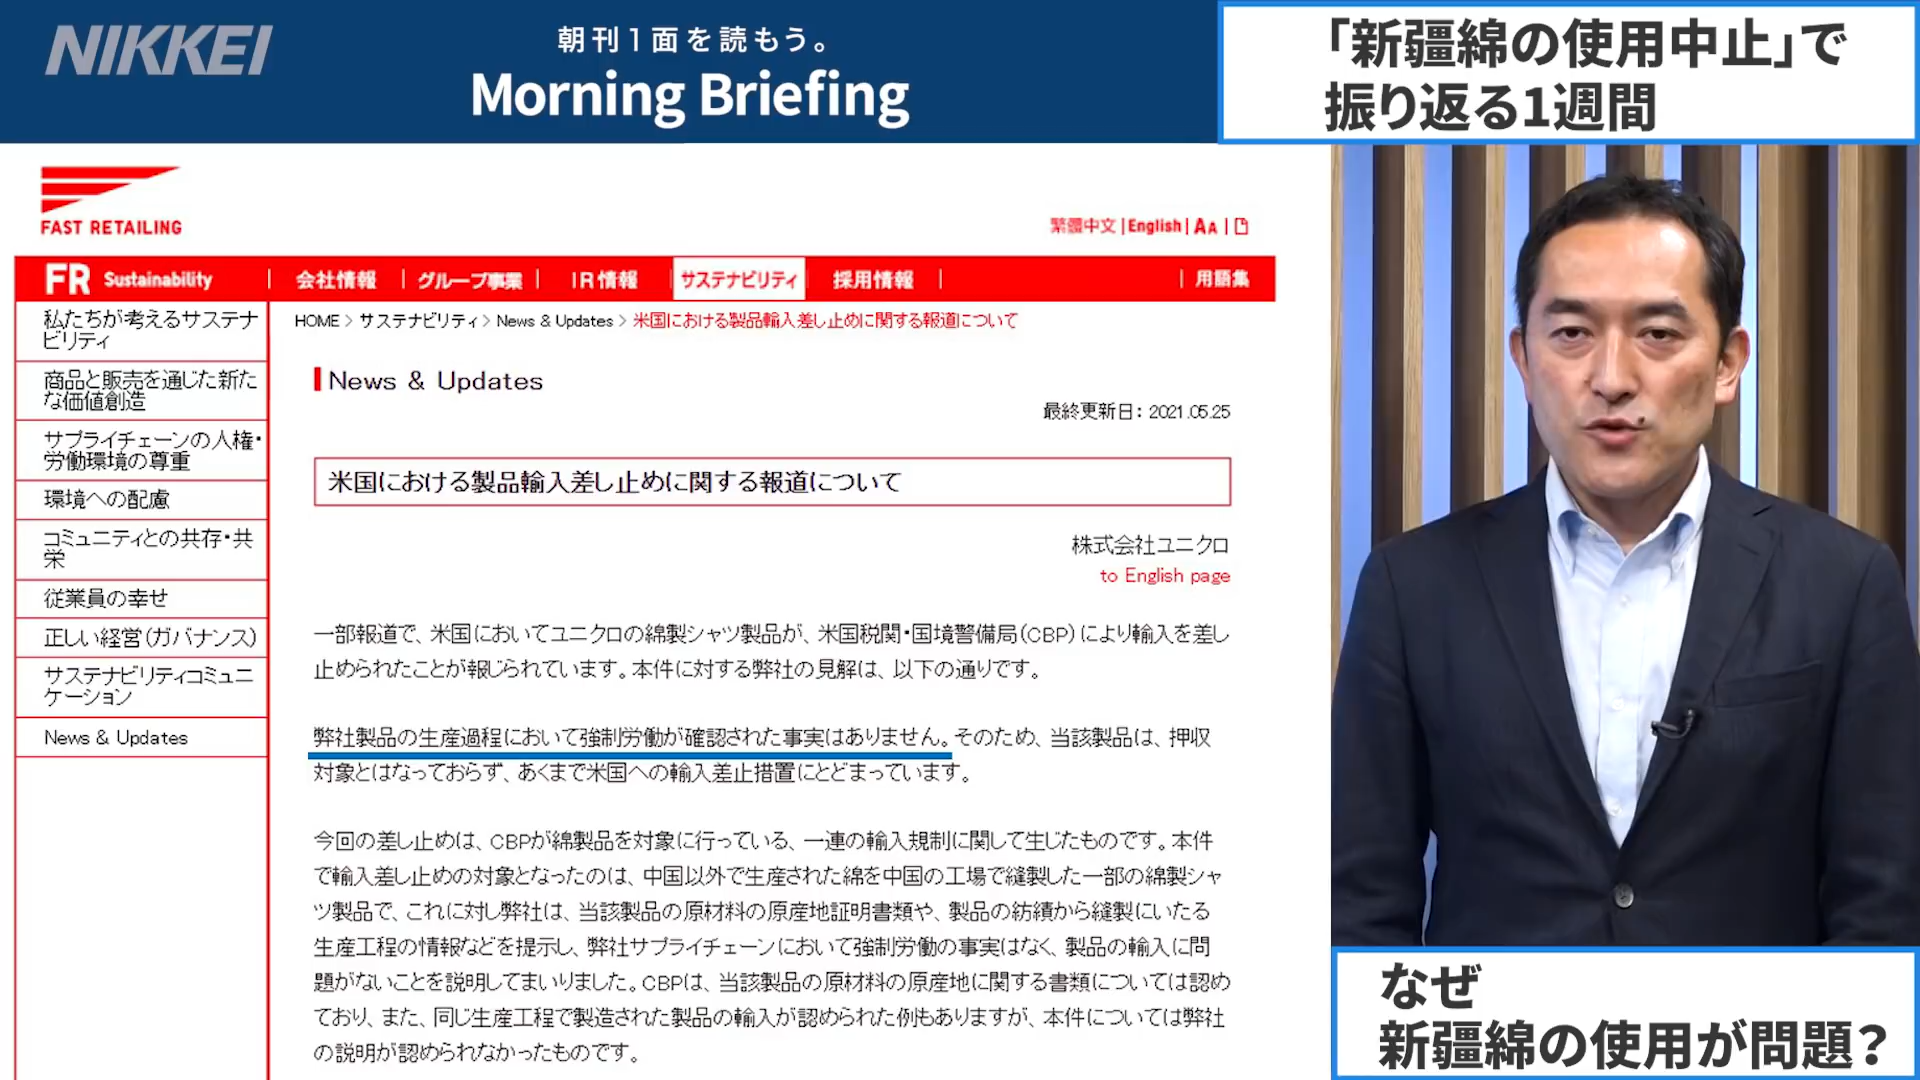 NIKKEI
朝刊1面を読もう。
Morning Briefing
「新疆綿の使用中止」で
振り返る1週間
FAST RETAILING
繁體中文 | English | AA |
FR Sustainability
会社情報 | グループ事業 | IR情報 サステナビリティ 採用情報 | | 用語集
私たちが考えるサステナ
ビリティ
商品と販売を通じた新た
な価値創造
サプライチェーンの人権・
労働環境の尊重
環境への配慮
コミュニティとの共存・共
栄
従業員の幸せ
正しい経営(ガバナンス)
サステナビリティコミュニ
ケーション
News & Updates
HOME > サステナビリティ > News & Updates > 米国における製品輸入差し止めに関する報道について
News & Updates
最終更新日: 2021.05.25
米国における製品輸入差し止めに関する報道について
株式会社ユニクロ
to English page
一部報道で、米国においてユニクロの綿製シャツ製品が、米国税関・国境警備局(CBP)により輸入を差し
止められたことが報じられています。本件に対する弊社の見解は、以下の通りです。
弊社製品の生産過程において強制労働が確認された事実はありません。そのため、当該製品は、押収
対象とはなっておらず、あくまで米国への輸入差止措置にとどまっています。
今回の差し止めは、CBPが綿製品を対象に行っている、一連の輸入規制に関して生じたものです。本件
で輸入差し止めの対象となったのは、中国以外で生産された綿を中国の工場で縫製した一部の綿製シャ
ツ製品で、これに対し弊社は、当該製品の原材料の原産地証明書類や、製品の紡績から縫製にいたる
生産工程の情報などを提示し、弊社サプライチェーンにおいて強制労働の事実はなく、製品の輸入に問
題がないことを説明してまいりました。CBPは、当該製品の原材料の原産地に関する書類については認め
ており、また、同じ生産工程で製造された製品の輸入が認められた例もありますが、本件については弊社
の説明が認められなかったものです。
なぜ
新疆綿の使用が問題？